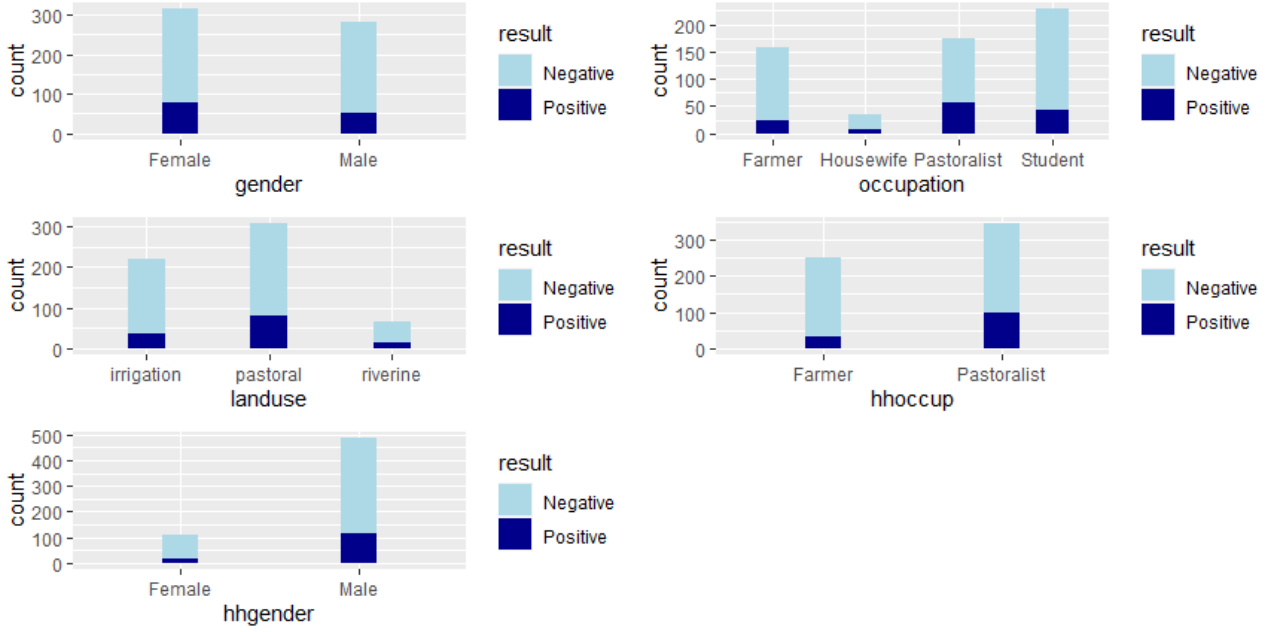 count
300
200
100
0
Female Male
gender
result
Negative
Positive
count
200
150
100
50
0
Farmer Housewife Pastoralist Student
occupation
result
Negative
Positive
count
300
200
100
0
irrigation pastoral riverine
landuse
result
Negative
Positive
count
300
200
100
0
Farmer Pastoralist
hhoccup
result
Negative
Positive
count
500
400
300
200
100
0
Female Male
hhgender
result
Negative
Positive